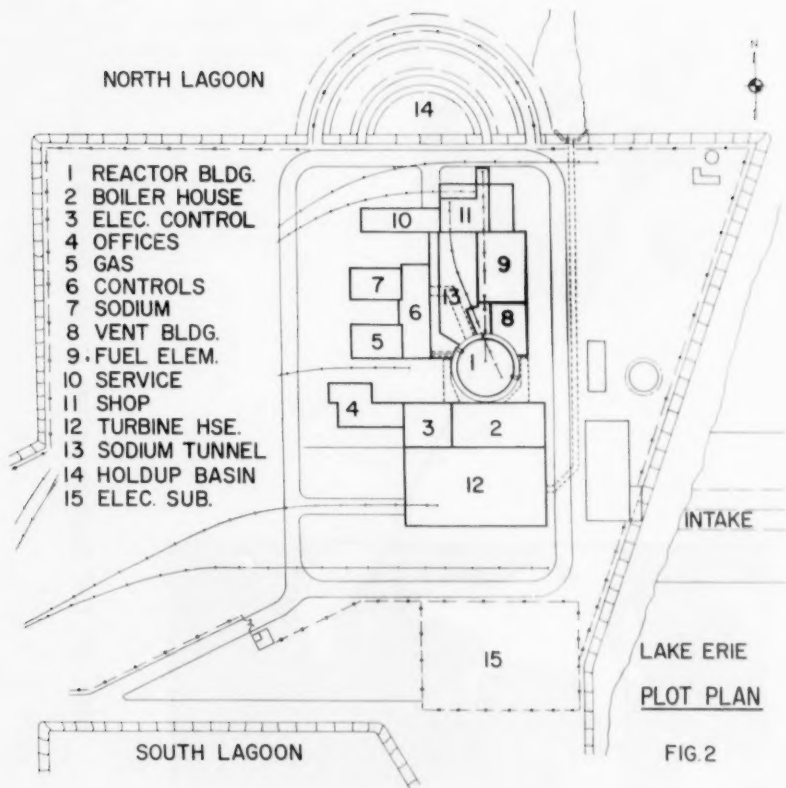 N
NORTH LAGOON
14
1 REACTOR BLDG.
2 BOILER HOUSE
3 ELEC. CONTROL
4 OFFICES
5 GAS
6 CONTROLS
7 SODIUM
8 VENT BLDG.
9 FUEL ELEM.
10 SERVICE
11 SHOP
12 TURBINE HSE.
13 SODIUM TUNNEL
14 HOLDUP BASIN
15 ELEC. SUB.
10
11
9
7
13
6
8
5
1
4
3
2
12
INTAKE
15
LAKE ERIE
PLOT PLAN
SOUTH LAGOON
FIG. 2